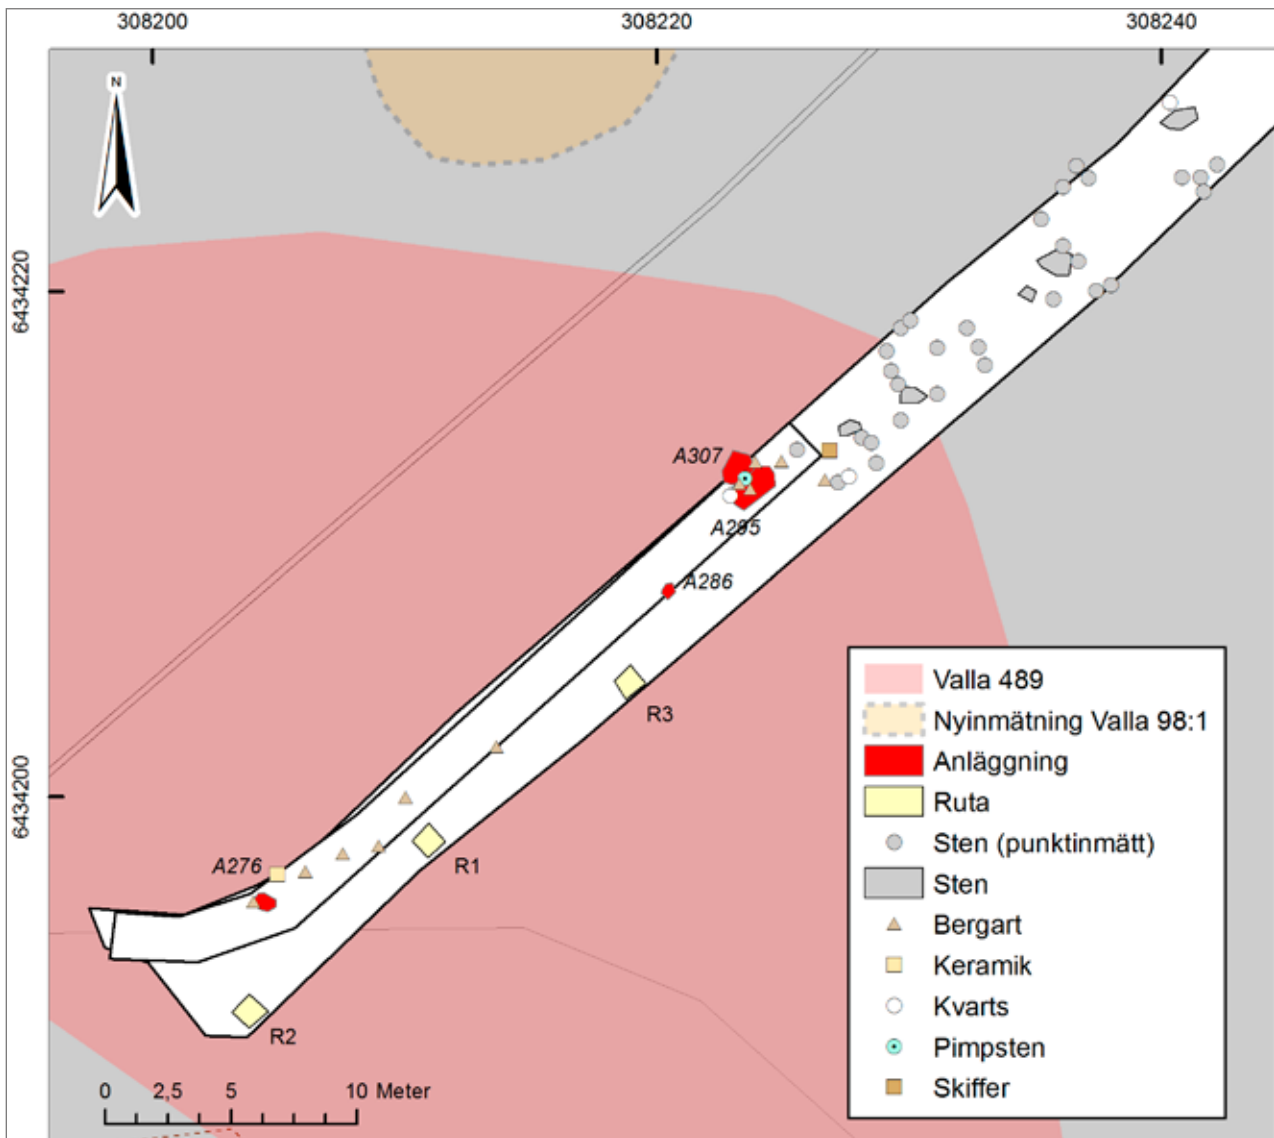 308200
308220
308240
N
6434220
6434200
A307
A295
A286
R3
A276
R1
R2
Valla 489
Nyinmätning Valla 98:1
Anläggning
Ruta
Sten (punktinmätt)
Sten
Bergart
Keramik
Kvarts
Pimpsten
Skiffer
0 2,5 5 10 Meter